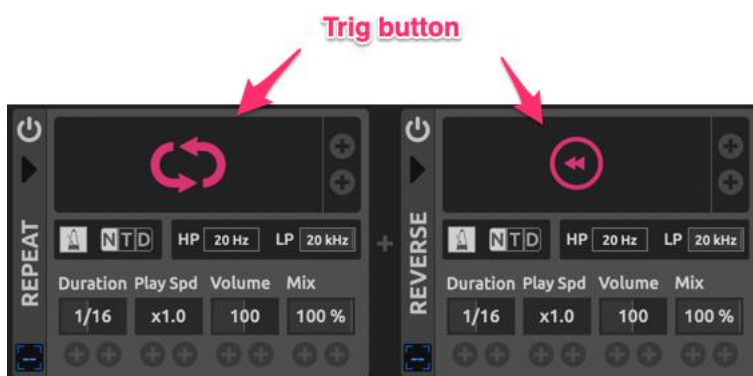 Trig button
REPEAT
N T D
HP 20 Hz LP 20 kHz
Duration Play Spd Volume Mix
1/16 x1.0 100 100 %
REVERSE
N T D
HP 20 Hz LP 20 kHz
Duration Play Spd Volume Mix
1/16 x1.0 100 100 %